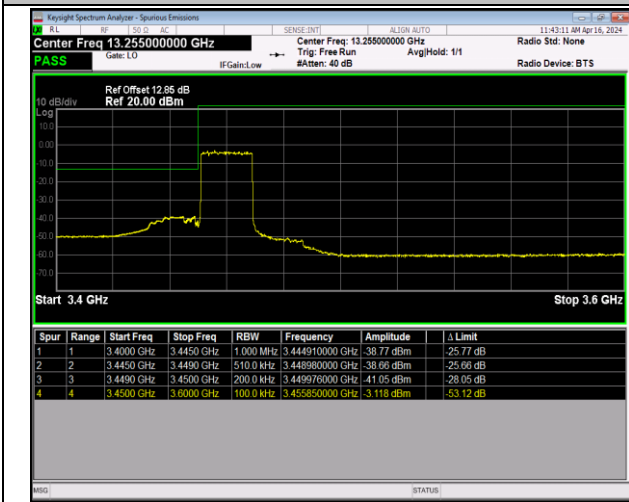 Keysight Spectrum Analyzer - Spurious Emissions
RL RF 50 Ω AC SENSE:INT ALIGN AUTO 11:43:11 AM Apr 16, 2024
Center Freq 13.255000000 GHz Center Freq: 13.255000000 GHz Radio Std: None
PASS Gate: LO IFGain:Low Trig: Free Run Avg|Hold: 1/1
#Atten: 40 dB Radio Device: BTS
Ref Offset 12.85 dB
10 dB/div Ref 20.00 dBm
Log
10.0
0.00
-10.0
-20.0
-30.0
-40.0
-50.0
-60.0
-70.0
Start 3.4 GHz Stop 3.6 GHz
Spur Range Start Freq Stop Freq RBW Frequency Amplitude Δ Limit
1 1 3.4000 GHz 3.4450 GHz 1.000 MHz 3.444910000 GHz -38.77 dBm -25.77 dB
2 2 3.4450 GHz 3.4490 GHz 510.0 kHz 3.448980000 GHz -38.66 dBm -25.66 dB
3 3 3.4490 GHz 3.4500 GHz 200.0 kHz 3.449976000 GHz -41.05 dBm -28.05 dB
4 4 3.4500 GHz 3.6000 GHz 100.0 kHz 3.455850000 GHz -3.118 dBm -53.12 dB
MSG STATUS